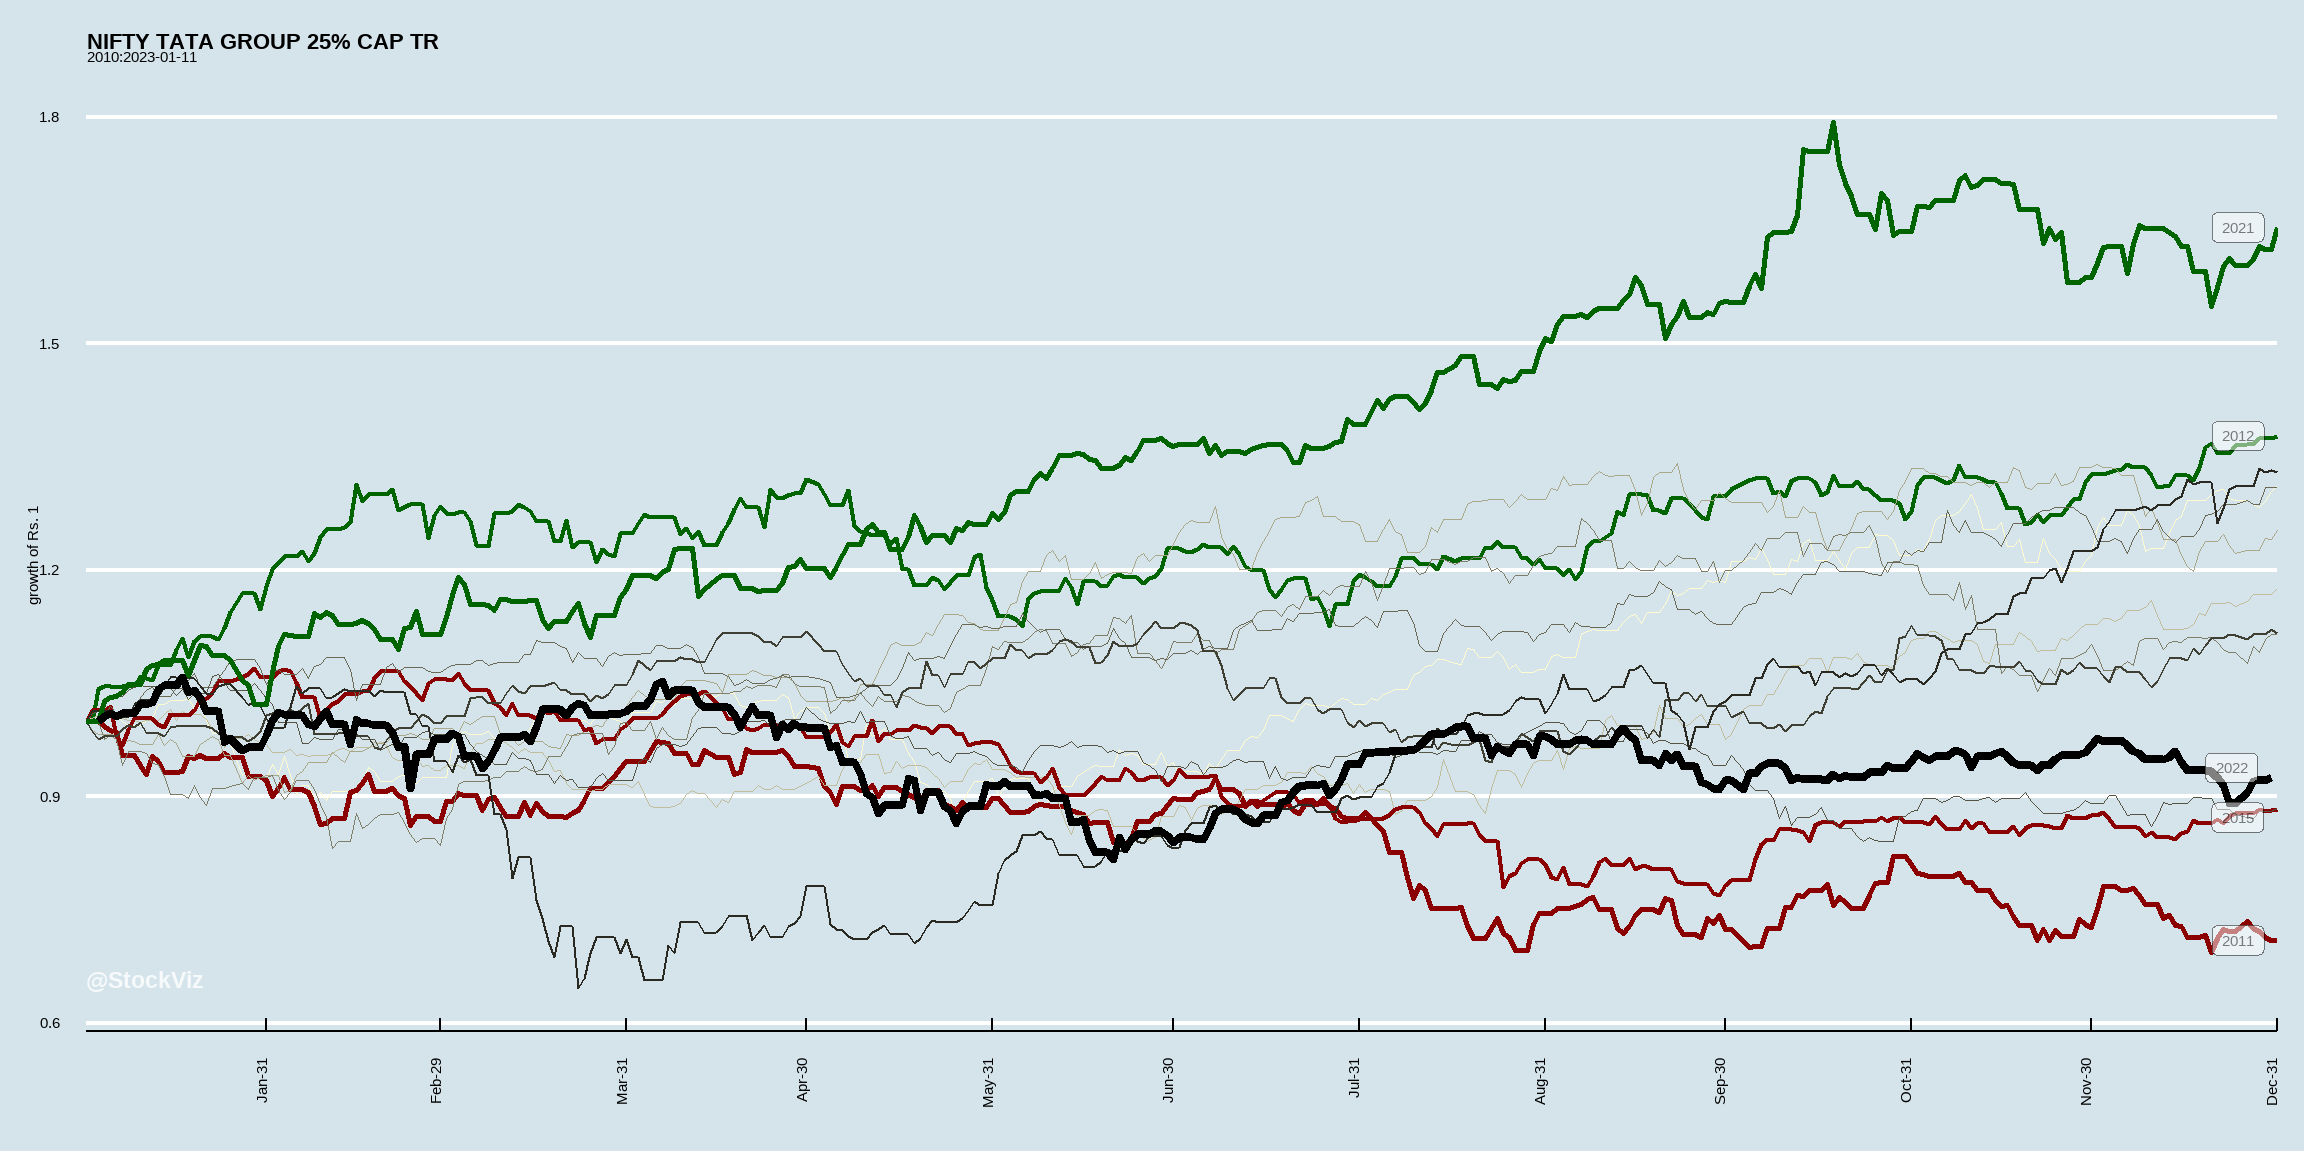 NIFTY TATA GROUP 25% CAP TR
2010:2023-01-11
growth of Rs. 1
1.8
1.5
1.2
0.9
0.6
2021
2012
2022
2015
2011
@StockViz
Jan-31
Feb-29
Mar-31
Apr-30
May-31
Jun-30
Jul-31
Aug-31
Sep-30
Oct-31
Nov-30
Dec-31